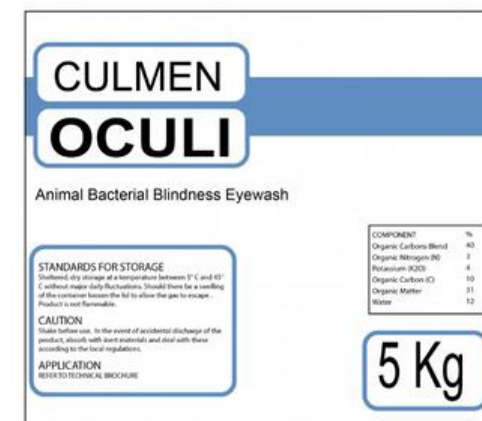 CULMEN
OCULI
Animal Bacterial Blindness Eyewash
STANDARDS FOR STORAGE
Sheltered, dry storage at a temperature between 5° C and 45°
C without major daily fluctuations. Should there be a swelling
of the container loosen the lid to allow the gas to escape .
Product is not flammable.
CAUTION
Shake before use. In the event of accidental discharge of the
product, absorb with inert materials and deal with these
according to the local regulations.
APPLICATION
REFER TO TECHNICAL BROCHURE
COMPONENT %
Organic Carbons Blend 40
Organic Nitrogen (N) 3
Potassium (K2O) 4
Organic Carbon (C) 10
Organic Matter 31
Water 12
5 Kg